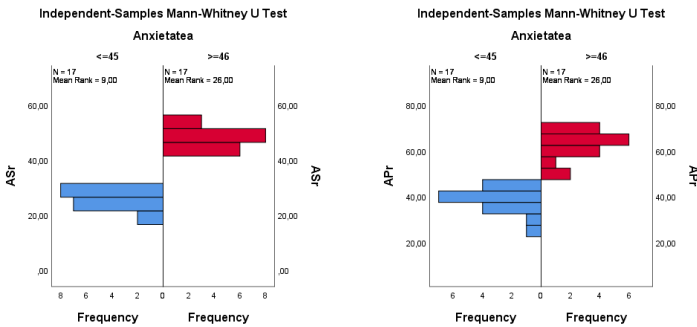 Independent-Samples Mann-Whitney U Test
Anxietatea
<=45 >=46
N = 17 N = 17
Mean Rank = 9,00 Mean Rank = 26,00
60,00 60,00
40,00 40,00
20,00 20,00
,00 ,00
ASr ASr
8 6 4 2 0 2 4 6 8
Frequency Frequency
Independent-Samples Mann-Whitney U Test
Anxietatea
<=45 >=46
N = 17 N = 17
Mean Rank = 9,00 Mean Rank = 26,00
80,00 80,00
60,00 60,00
40,00 40,00
20,00 20,00
APr APr
6 4 2 0 2 4 6
Frequency Frequency